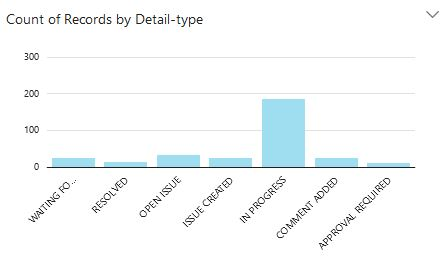 Count of Records by Detail-type
300
200
100
0
WAITING FO...
RESOLVED
OPEN ISSUE
ISSUE CREATED
IN PROGRESS
COMMENT ADDED
APPROVAL REQUIRED